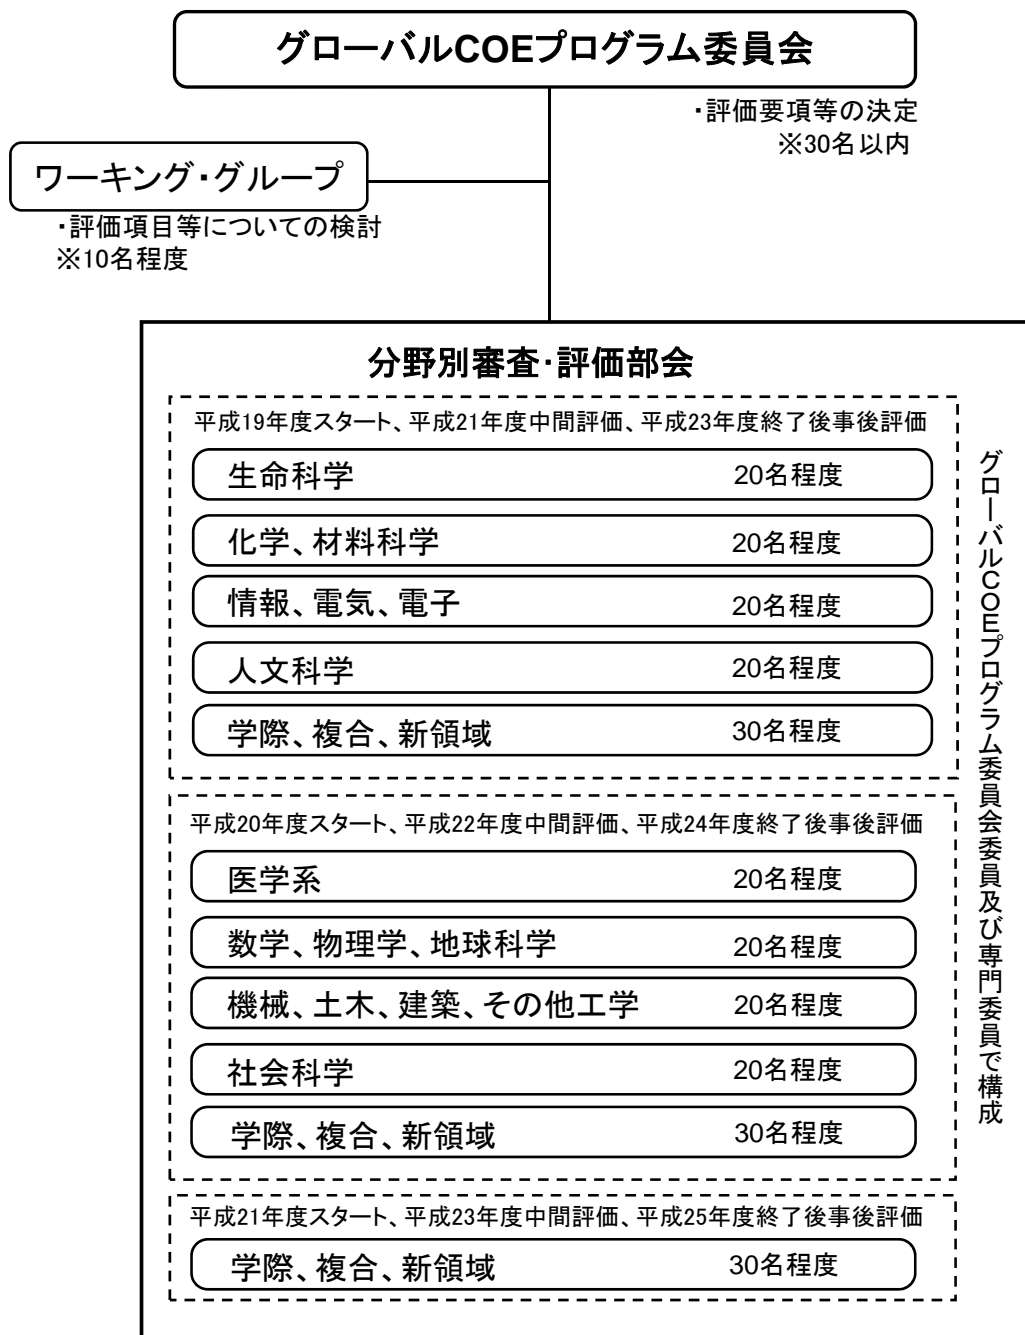 グローバルCOEプログラム委員会
・評価要項等の決定
※30名以内
ワーキング・グループ
・評価項目等についての検討
※10名程度
分野別審査・評価部会
平成19年度スタート、平成21年度中間評価、平成23年度終了後事後評価
生命科学 20名程度
化学、材料科学 20名程度
情報、電気、電子 20名程度
人文科学 20名程度
学際、複合、新領域 30名程度
平成20年度スタート、平成22年度中間評価、平成24年度終了後事後評価
医学系 20名程度
数学、物理学、地球科学 20名程度
機械、土木、建築、その他工学 20名程度
社会科学 20名程度
学際、複合、新領域 30名程度
平成21年度スタート、平成23年度中間評価、平成25年度終了後事後評価
学際、複合、新領域 30名程度
グローバルCOEプログラム委員会委員及び専門委員で構成